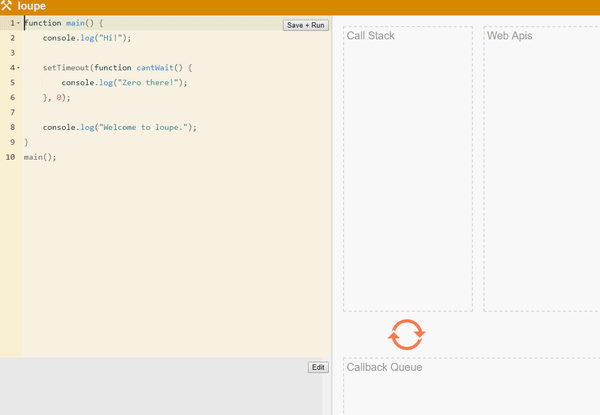 loupe
Save + Run
1 function main() {
2     console.log("Hi!");
3
4     setTimeout(function cantWait() {
5         console.log("Zero there!");
6     }, 0);
7
8     console.log("Welcome to loupe.");
9 }
10 main();
Edit
Call Stack
Web Apis
Callback Queue